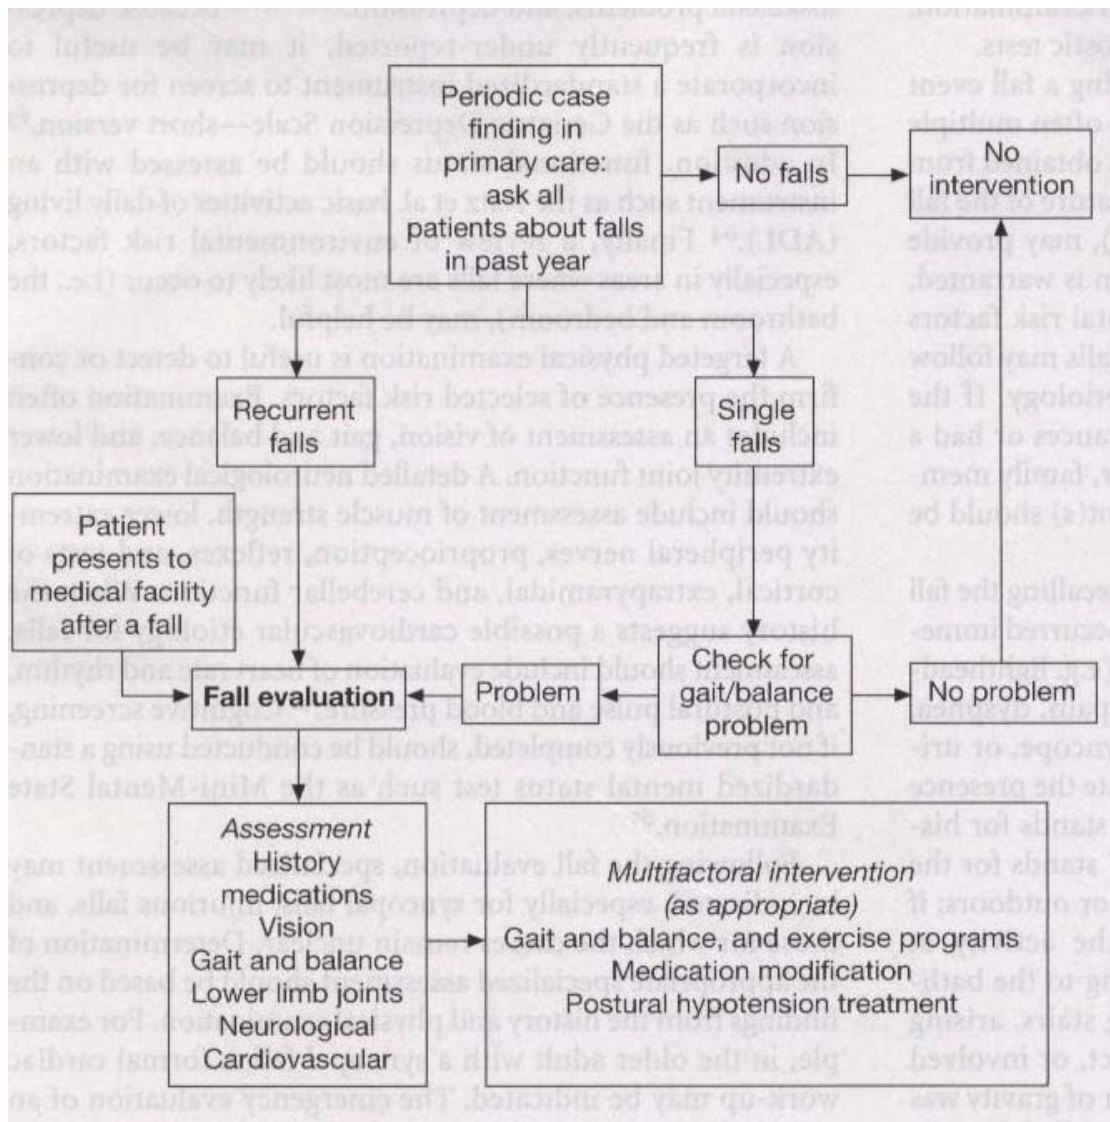 Periodic case
finding in
primary care:
ask all
patients about falls
in past year
No falls
No
intervention
Recurrent
falls
Single
falls
Patient
presents to
medical facility
after a fall
Fall evaluation
Problem
Check for
gait/balance
problem
No problem
Assessment
History
medications
Vision
Gait and balance
Lower limb joints
Neurological
Cardiovascular
Multifactoral intervention
(as appropriate)
Gait and balance, and exercise programs
Medication modification
Postural hypotension treatment